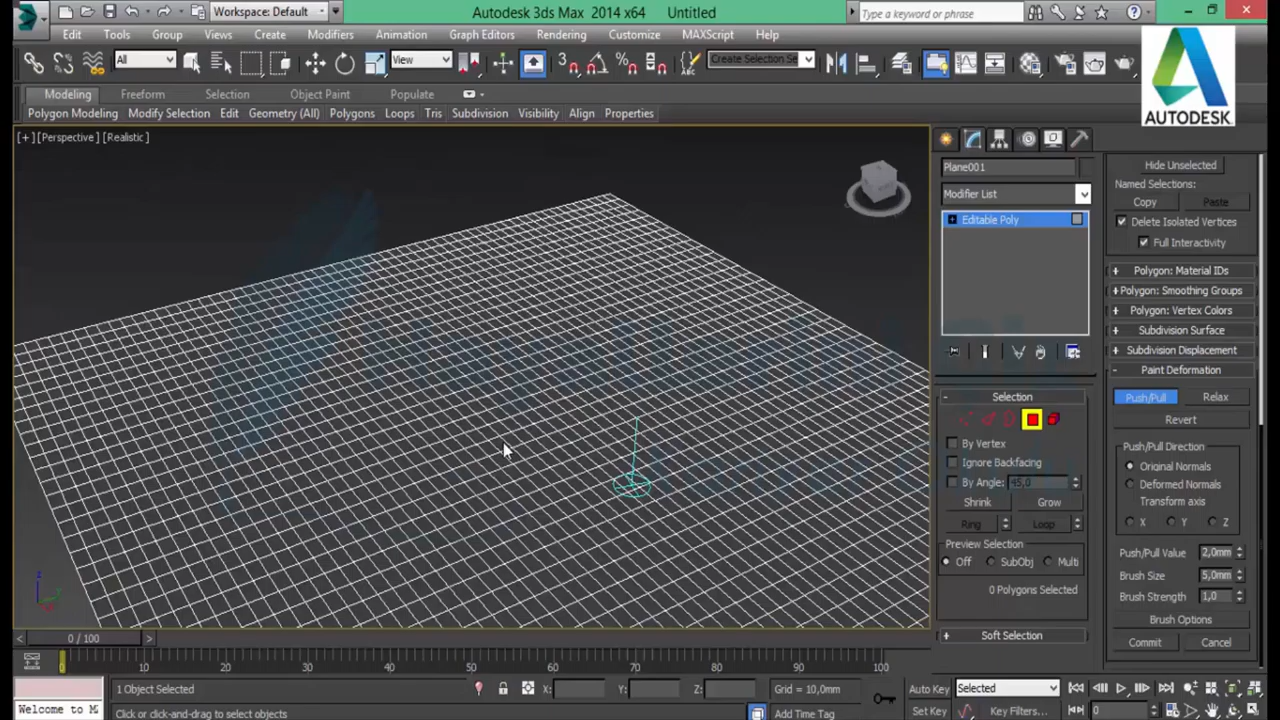 Workspace: Default
Autodesk 3ds Max 2014 x64 Untitled
Type a keyword or phrase
Edit Tools Group Views Create Modifiers Animation Graph Editors Rendering Customize MAXScript Help
All
View
Create Selection Se
AUTODESK
Modeling Freeform Selection Object Paint Populate
Polygon Modeling Modify Selection Edit Geometry (All) Polygons Loops Tris Subdivision Visibility Align Properties
[+] [Perspective] [Realistic]
Plane001
Modifier List
Editable Poly
Selection
By Vertex
Ignore Backfacing
By Angle: 45,0
Shrink Grow
Ring Loop
Preview Selection
Off SubObj Multi
0 Polygons Selected
Soft Selection
Hide Unselected
Named Selections:
Copy Paste
Delete Isolated Vertices
Full Interactivity
Polygon: Material IDs
Polygon: Smoothing Groups
Polygon: Vertex Colors
Subdivision Surface
Subdivision Displacement
Paint Deformation
Push/Pull Relax
Revert
Push/Pull Direction
Original Normals
Deformed Normals
Transform axis
X Y Z
Push/Pull Value 2,0mm
Brush Size 5,0mm
Brush Strength 1,0
Brush Options
Commit Cancel
z
y
0 / 100
0 10 20 30 40 50 60 70 80 90 100
1 Object Selected
X: Y: Z:
Grid = 10,0mm
Auto Key Selected
Welcome to M
Click or click-and-drag to select objects
Add Time Tag
Set Key Key Filters...
0